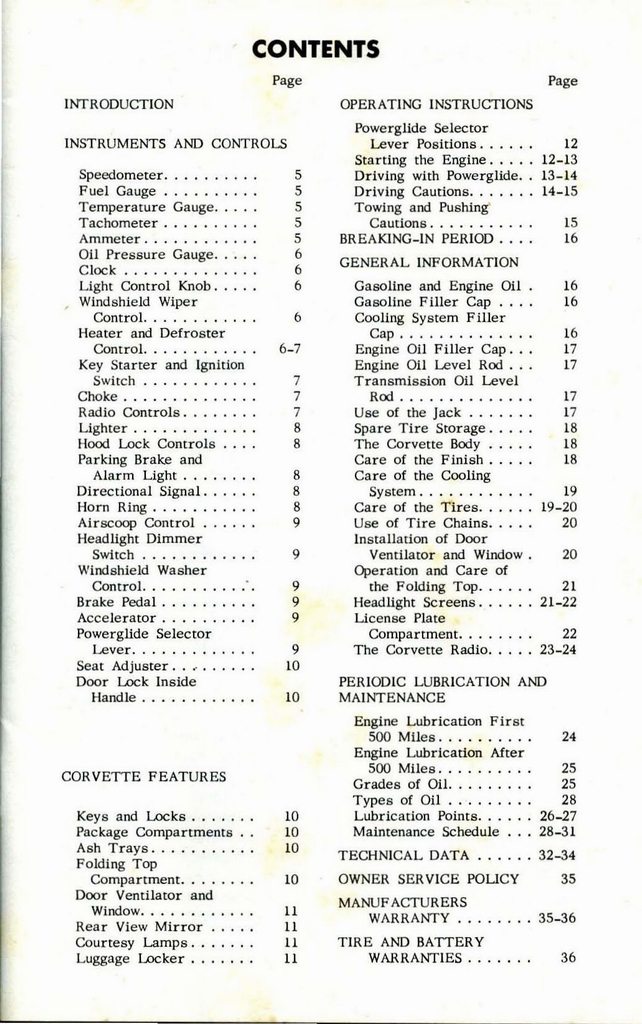 CONTENTS
Page
INTRODUCTION
INSTRUMENTS AND CONTROLS
Speedometer. . . . . . . . . . 5
Fuel Gauge . . . . . . . . . . 5
Temperature Gauge. . . . . 5
Tachometer . . . . . . . . . . 5
Ammeter. . . . . . . . . . . . 5
Oil Pressure Gauge. . . . . 6
Clock . . . . . . . . . . . . . . 6
Light Control Knob. . . . . 6
Windshield Wiper
Control. . . . . . . . . . . . 6
Heater and Defroster
Control. . . . . . . . . . . . 6-7
Key Starter and Ignition
Switch . . . . . . . . . . . . 7
Choke . . . . . . . . . . . . . . 7
Radio Controls. . . . . . . . 7
Lighter . . . . . . . . . . . . . 8
Hood Lock Controls . . . . 8
Parking Brake and
Alarm Light . . . . . . . . 8
Directional Signal. . . . . . 8
Horn Ring . . . . . . . . . . . 8
Airscoop Control . . . . . . 9
Headlight Dimmer
Switch . . . . . . . . . . . . 9
Windshield Washer
Control. . . . . . . . . . . . 9
Brake Pedal . . . . . . . . . . 9
Accelerator . . . . . . . . . . 9
Powerglide Selector
Lever. . . . . . . . . . . . . 9
Seat Adjuster. . . . . . . . . 10
Door Lock Inside
Handle . . . . . . . . . . . . 10
CORVETTE FEATURES
Keys and Locks . . . . . . . 10
Package Compartments . . 10
Ash Trays. . . . . . . . . . . 10
Folding Top
Compartment. . . . . . . . 10
Door Ventilator and
Window. . . . . . . . . . . . 11
Rear View Mirror . . . . . 11
Courtesy Lamps. . . . . . . 11
Luggage Locker . . . . . . . 11
Page
OPERATING INSTRUCTIONS
Powerglide Selector
Lever Positions. . . . . . 12
Starting the Engine. . . . . 12-13
Driving with Powerglide. . 13-14
Driving Cautions. . . . . . . 14-15
Towing and Pushing
Cautions. . . . . . . . . . . 15
BREAKING-IN PERIOD . . . . 16
GENERAL INFORMATION
Gasoline and Engine Oil . 16
Gasoline Filler Cap . . . . 16
Cooling System Filler
Cap . . . . . . . . . . . . . . 16
Engine Oil Filler Cap. . . 17
Engine Oil Level Rod . . . 17
Transmission Oil Level
Rod . . . . . . . . . . . . . . 17
Use of the Jack . . . . . . . 17
Spare Tire Storage. . . . . 18
The Corvette Body . . . . . 18
Care of the Finish . . . . . 18
Care of the Cooling
System. . . . . . . . . . . . 19
Care of the Tires. . . . . . 19-20
Use of Tire Chains. . . . . 20
Installation of Door
Ventilator and Window . 20
Operation and Care of
the Folding Top. . . . . . 21
Headlight Screens. . . . . . 21-22
License Plate
Compartment. . . . . . . . 22
The Corvette Radio. . . . . 23-24
PERIODIC LUBRICATION AND
MAINTENANCE
Engine Lubrication First
500 Miles. . . . . . . . . . 24
Engine Lubrication After
500 Miles. . . . . . . . . . 25
Grades of Oil. . . . . . . . . 25
Types of Oil . . . . . . . . . 28
Lubrication Points. . . . . . 26-27
Maintenance Schedule . . . 28-31
TECHNICAL DATA . . . . . . 32-34
OWNER SERVICE POLICY 35
MANUFACTURERS
WARRANTY . . . . . . . . 35-36
TIRE AND BATTERY
WARRANTIES . . . . . . . 36